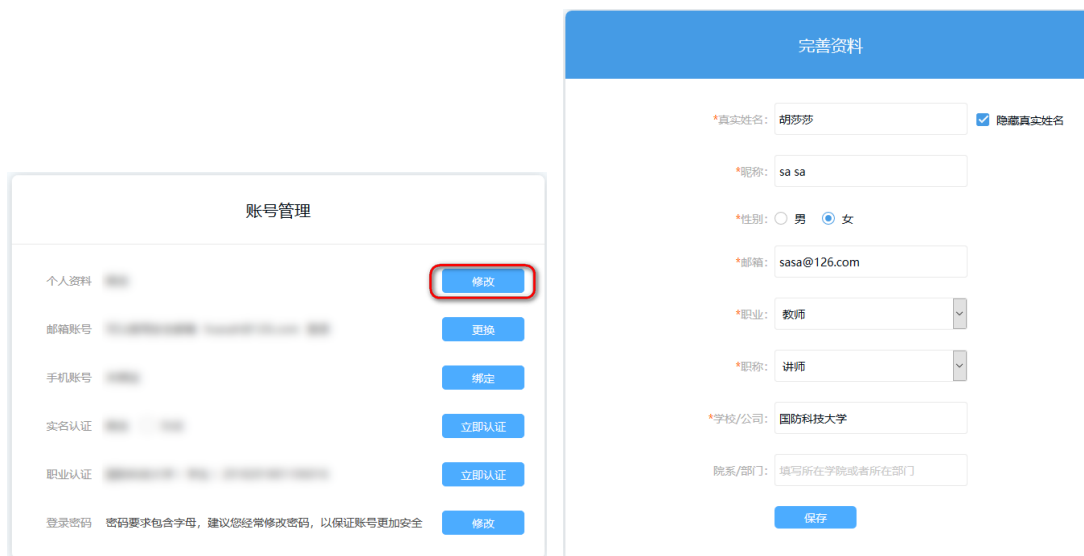 账号管理
个人资料 修改
邮箱账号 更换
手机账号 绑定
实名认证 立即认证
职业认证 立即认证
登录密码 密码要求包含字母，建议您经常修改密码，以保证账号更加安全 修改
完善资料
*真实姓名： 胡莎莎 隐藏真实姓名
*昵称： sa sa
*性别： 男 女
*邮箱： sasa@126.com
*职业： 教师
*职称： 讲师
*学校/公司： 国防科技大学
院系/部门： 填写所在学院或者所在部门
保存